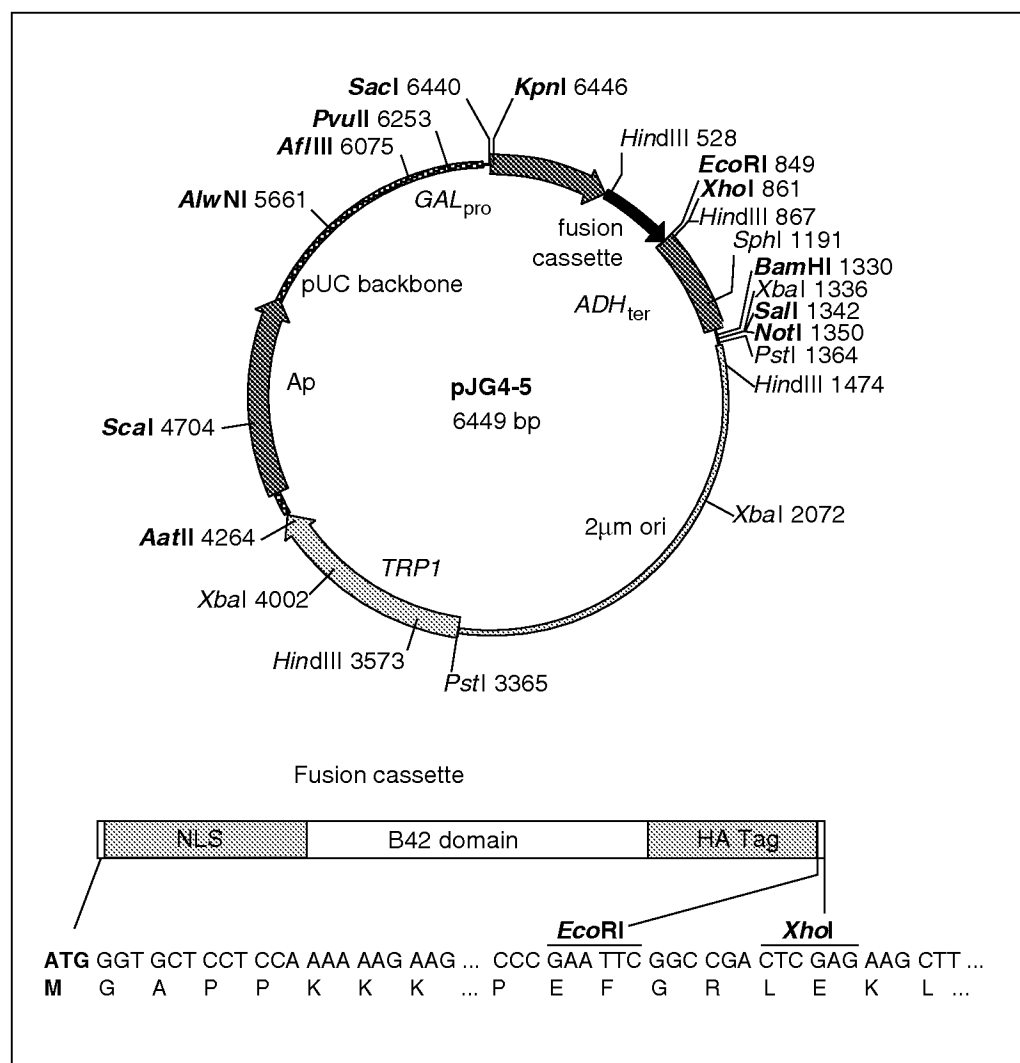 SacI 6440
KpnI 6446
PvuII 6253
AflIII 6075
HindIII 528
EcoRI 849
XhoI 861
AlwNI 5661
HindIII 867
GALpro
fusion
cassette
SphI 1191
BamHI 1330
XbaI 1336
SalI 1342
NotI 1350
PstI 1364
HindIII 1474
pUC backbone
ADHter
Ap
pJG4-5
6449 bp
ScaI 4704
XbaI 2072
2µm ori
AatII 4264
TRP1
XbaI 4002
HindIII 3573
PstI 3365
Fusion cassette
NLS
B42 domain
HA Tag
EcoRI
XhoI
ATG GGT GCT CCT CCA AAA AAG AAG ... CCC GAA TTC GGC CGA CTC GAG AAG CTT ...
M G A P P K K K ... P E F G R L E K L ...